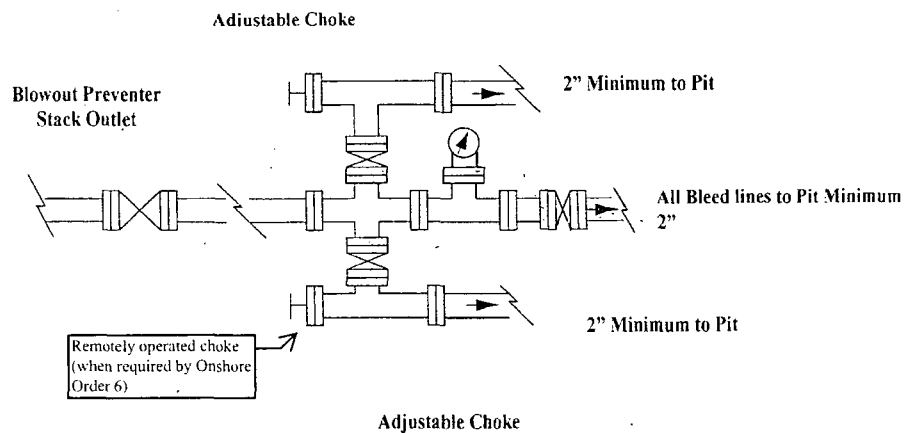 Adjustable Choke
2” Minimum to Pit
Blowout Preventer
Stack Outlet
All Bleed lines to Pit Minimum
2”
2” Minimum to Pit
Remotely operated choke
(when required by Onshore
Order 6)
Adjustable Choke